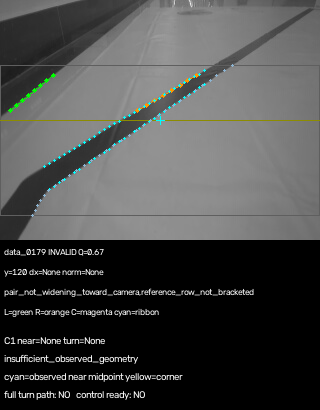 data_0179 INVALID Q=0.67
y=120 dx=None norm=None
pair_not_widening_toward_camera,reference_row_not_bracketed
L=green R=orange C=magenta cyan=ribbon
C1 near=None turn=None
insufficient_observed_geometry
cyan=observed near midpoint yellow=corner
full turn path: NO control ready: NO